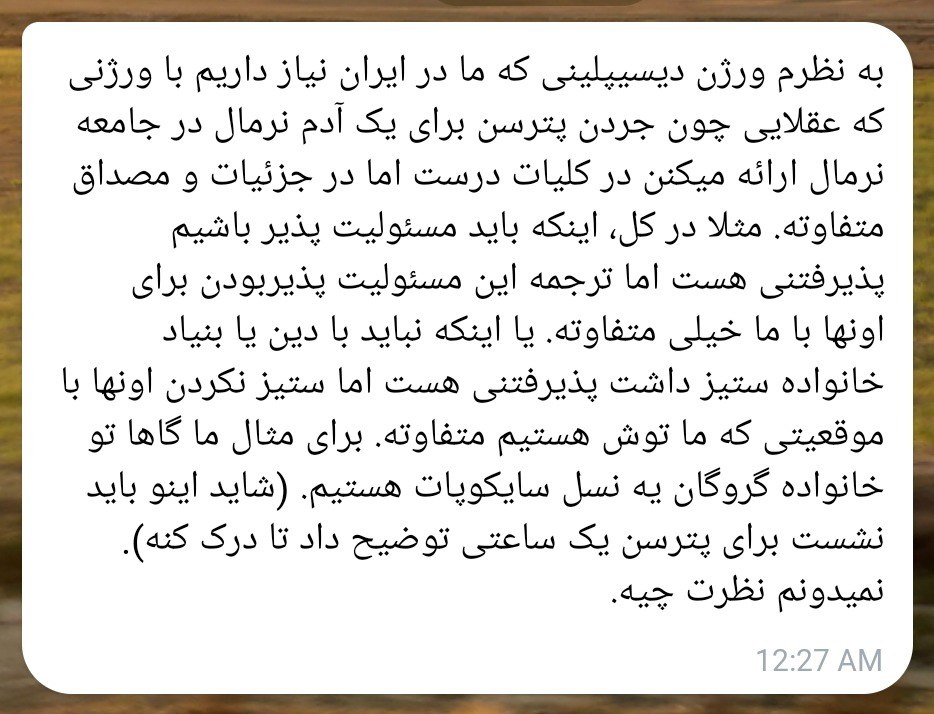 به نظرم ورژن دیسیپلینی که ما در ایران نیاز داریم با ورژنی
که عقلایی چون جردن پترسن برای یک آدم نرمال در جامعه
نرمال ارائه میکنن در کلیات درست اما در جزئیات و مصداق
متفاوته. مثلا در کل، اینکه باید مسئولیت پذیر باشیم
پذیرفتنی هست اما ترجمه این مسئولیت پذیربودن برای
اونها با ما خیلی متفاوته. یا اینکه نباید با دین یا بنیاد
خانواده ستیز داشت پذیرفتنی هست اما ستیز نکردن اونها با
موقعیتی که ما توش هستیم متفاوته. برای مثال ما گاها تو
خانواده گروگان یه نسل سایکوپات هستیم. (شاید اینو باید
نشست برای پترسن یک ساعتی توضیح داد تا درک کنه).
نمیدونم نظرت چیه.
12:27 AM